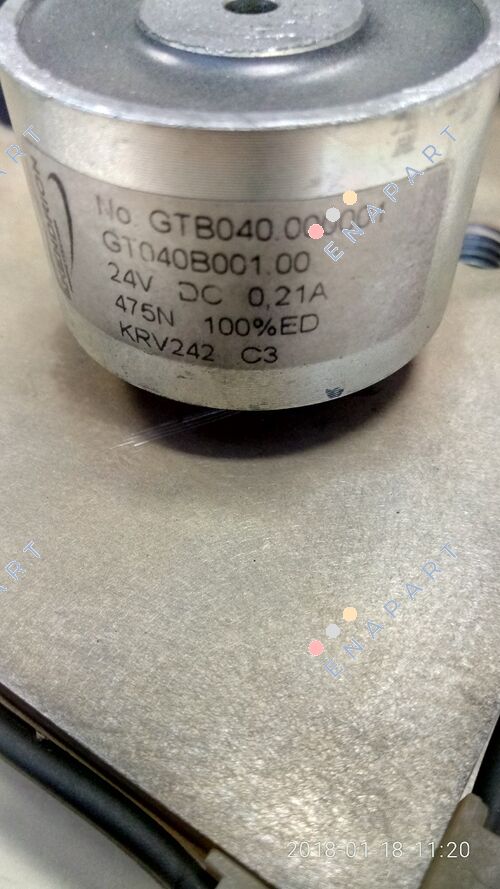 No. GTB040.000001
GT040B001.00
24V DC 0,21A
475N 100%ED
KRV242 C3
ENAPART
ENAPART
2018-01-18 11:20